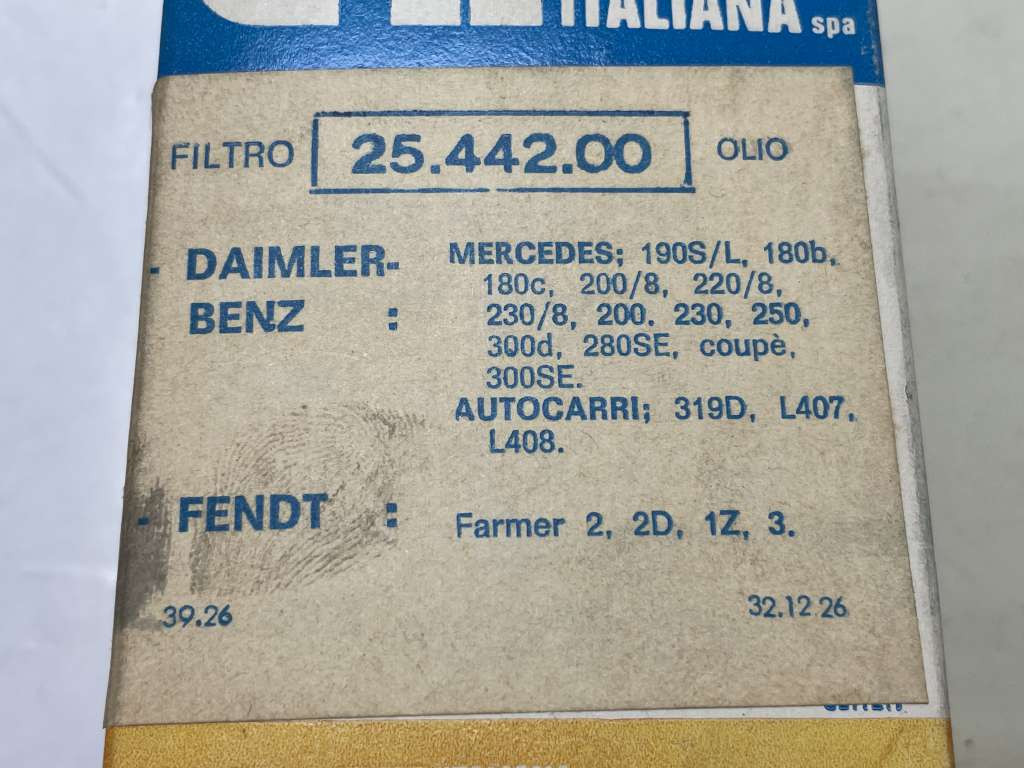 ITALIANA spa
FILTRO 25.442.00 OLIO
- DAIMLER- MERCEDES; 190S/L, 180b,
180c, 200/8, 220/8,
BENZ : 230/8, 200. 230, 250,
300d, 280SE, coupè,
300SE.
AUTOCARRI; 319D, L407,
L408.
- FENDT : Farmer 2, 2D, 1Z, 3.
39.26 32.12.26